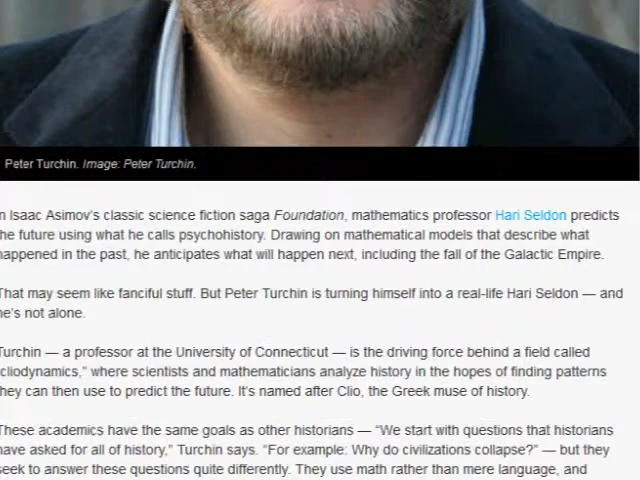 Peter Turchin. Image: Peter Turchin.
n Isaac Asimov's classic science fiction saga Foundation, mathematics professor Hari Seldon predicts
he future using what he calls psychohistory. Drawing on mathematical models that describe what
happened in the past, he anticipates what will happen next, including the fall of the Galactic Empire.
That may seem like fanciful stuff. But Peter Turchin is turning himself into a real-life Hari Seldon — and
he's not alone.
Turchin — a professor at the University of Connecticut — is the driving force behind a field called
cliodynamics," where scientists and mathematicians analyze history in the hopes of finding patterns
hey can then use to predict the future. It's named after Clio, the Greek muse of history.
These academics have the same goals as other historians — "We start with questions that historians
have asked for all of history," Turchin says. "For example: Why do civilizations collapse?" — but they
seek to answer these questions quite differently. They use math rather than mere language, and